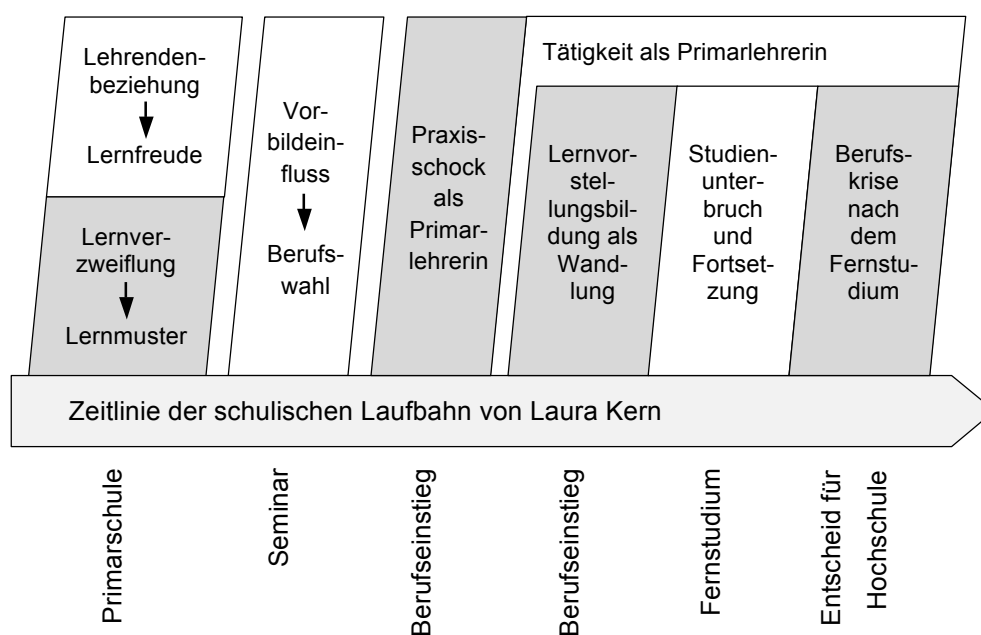 Lehrenden-
beziehung
Lernfreude
Lernver-
zweiflung
Lernmuster
Vor-
bildein-
fluss
Berufs-
wahl
Praxis-
schock
als
Primar-
lehrerin
Tätigkeit als Primarlehrerin
Lernvor-
stel-
lungsbil-
dung als
Wand-
lung
Studien-
unter-
bruch
und
Fortset-
zung
Berufs-
krise
nach
dem
Fernstu-
dium
Zeitlinie der schulischen Laufbahn von Laura Kern
Primarschule
Seminar
Berufseinstieg
Berufseinstieg
Fernstudium
Entscheid für
Hochschule